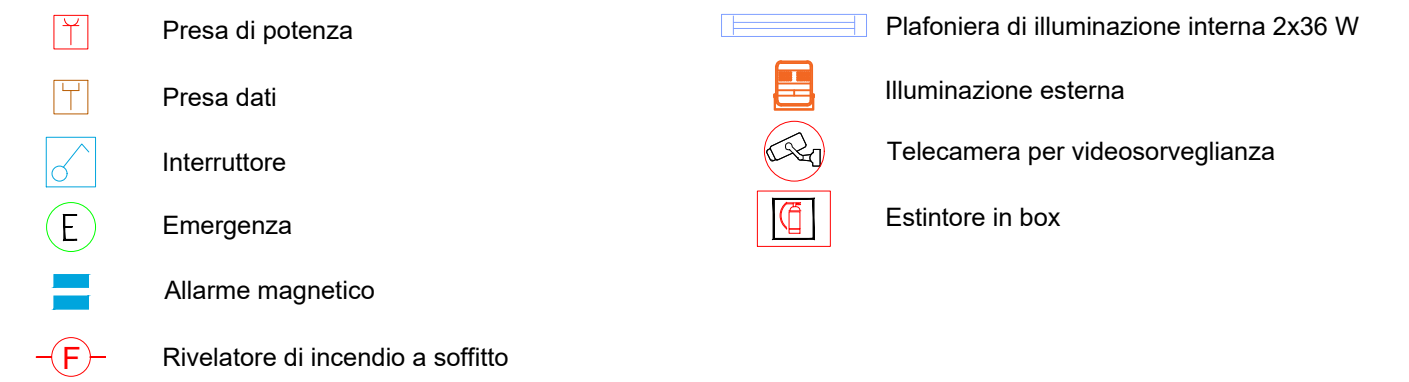 Presa di potenza
Presa dati
Interruttore
E
Emergenza
Allarme magnetico
F
Rivelatore di incendio a soffitto
Plafoniera di illuminazione interna 2x36 W
Illuminazione esterna
Telecamera per videosorveglianza
Estintore in box